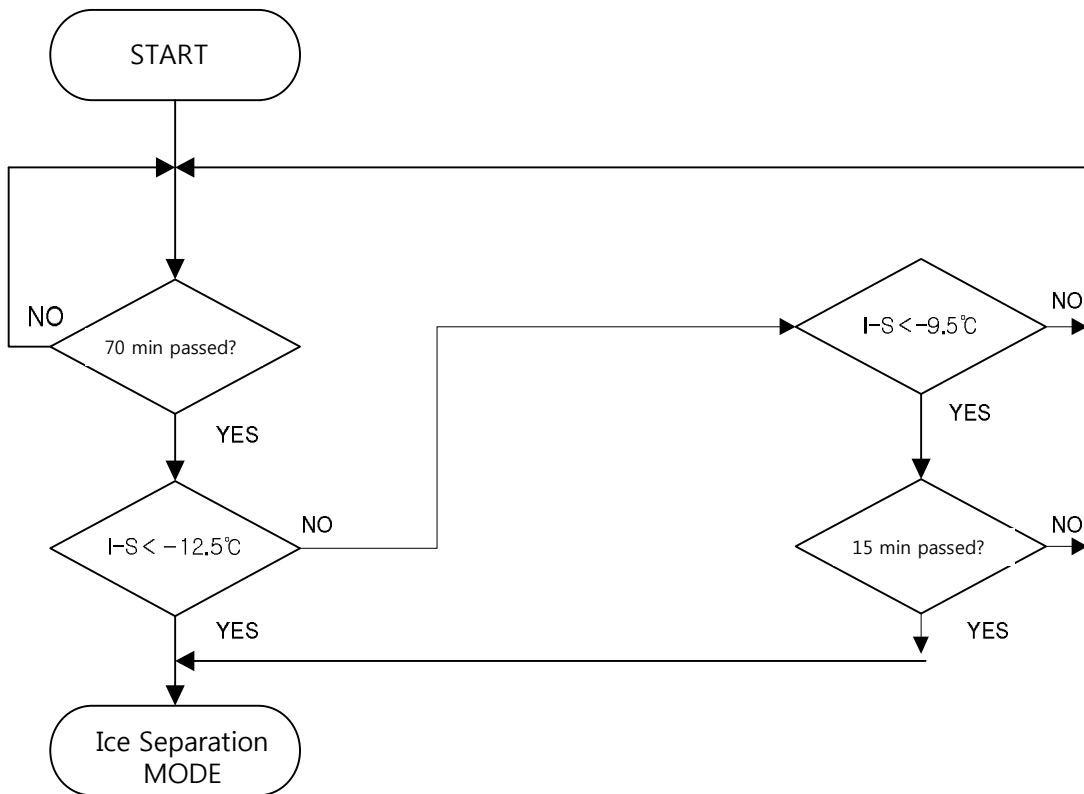 START
NO
70 min passed?
YES
I-S < -12.5℃
NO
YES
Ice Separation
MODE
I-S < -9.5℃
NO
YES
15 min passed?
NO
YES